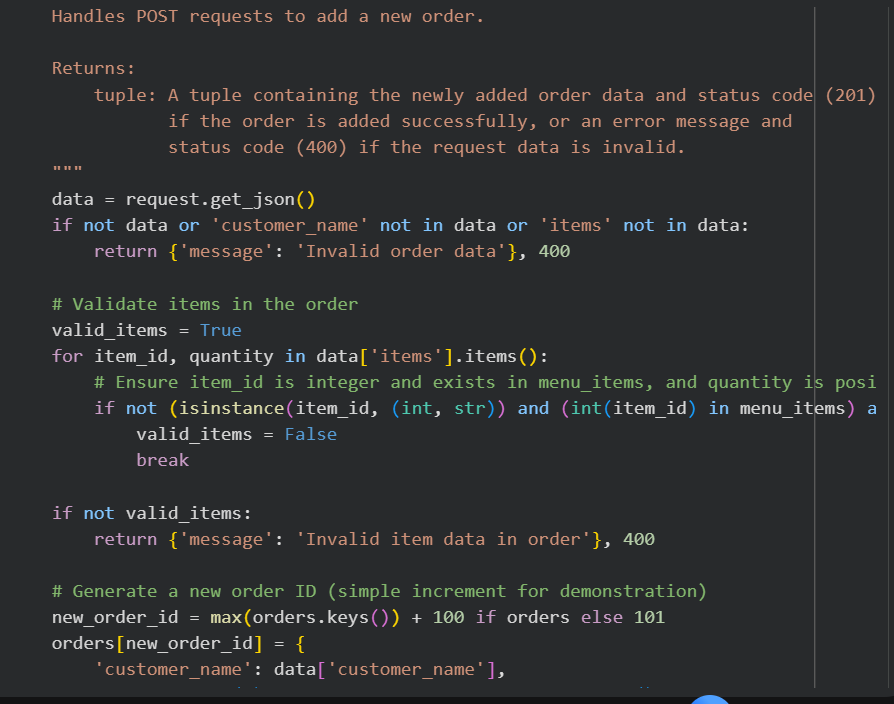 Handles POST requests to add a new order.
Returns:
tuple: A tuple containing the newly added order data and status code (201)
if the order is added successfully, or an error message and
status code (400) if the request data is invalid.
"""
data = request.get_json()
if not data or 'customer_name' not in data or 'items' not in data:
return {'message': 'Invalid order data'}, 400
# Validate items in the order
valid_items = True
for item_id, quantity in data['items'].items():
# Ensure item_id is integer and exists in menu_items, and quantity is posi
if not (isinstance(item_id, (int, str)) and (int(item_id) in menu_items) a
valid_items = False
break
if not valid_items:
return {'message': 'Invalid item data in order'}, 400
# Generate a new order ID (simple increment for demonstration)
new_order_id = max(orders.keys()) + 100 if orders else 101
orders[new_order_id] = {
'customer_name': data['customer_name'],